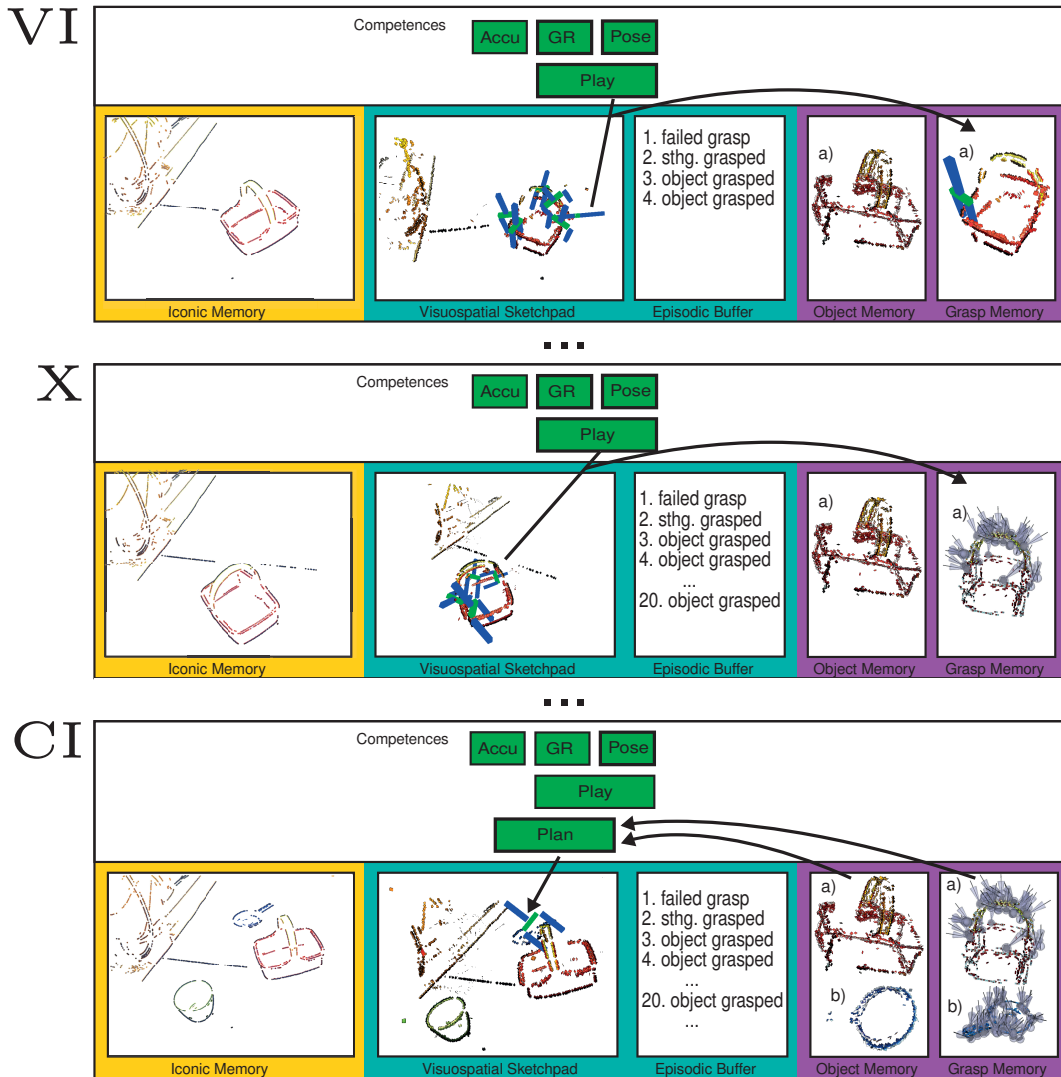 VI
Competences
Accu GR Pose
Play
1. failed grasp
2. sthg. grasped
3. object grasped
4. object grasped
a)
a)
Iconic Memory Visuospatial Sketchpad Episodic Buffer Object Memory Grasp Memory
...
X
Competences
Accu GR Pose
Play
1. failed grasp
2. sthg. grasped
3. object grasped
4. object grasped
...
20. object grasped
a)
a)
Iconic Memory Visuospatial Sketchpad Episodic Buffer Object Memory Grasp Memory
...
CI
Competences
Accu GR Pose
Play
Plan
1. failed grasp
2. sthg. grasped
3. object grasped
4. object grasped
...
20. object grasped
...
a)
b)
a)
b)
Iconic Memory Visuospatial Sketchpad Episodic Buffer Object Memory Grasp Memory